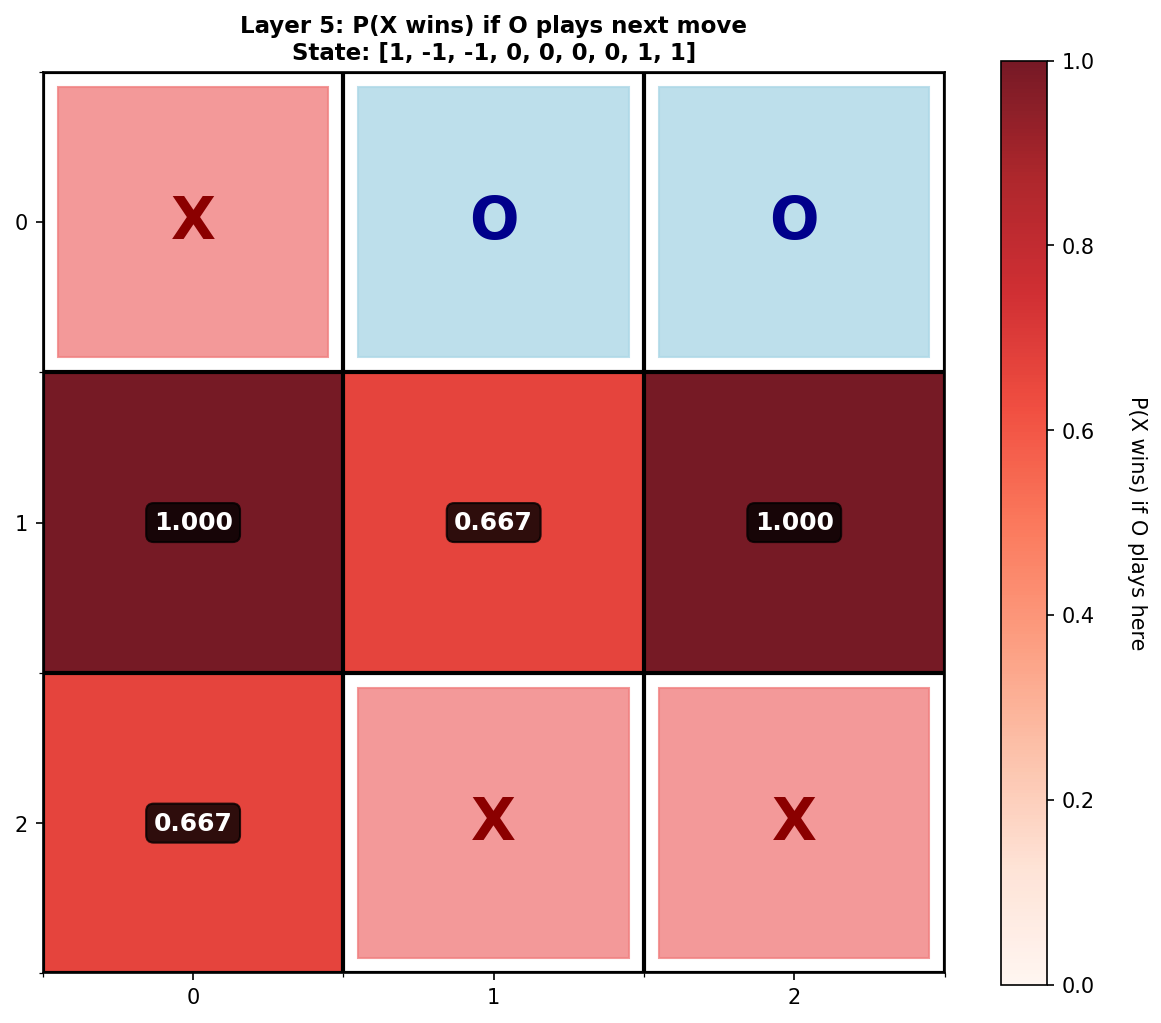 Layer 5: P(X wins) if O plays next move
State: [1, -1, -1, 0, 0, 0, 0, 1, 1]
0
X
O
O
1
1.000
0.667
1.000
2
0.667
X
X
0
1
2
1.0
0.8
0.6
0.4
0.2
0.0
P(X wins) if O plays here